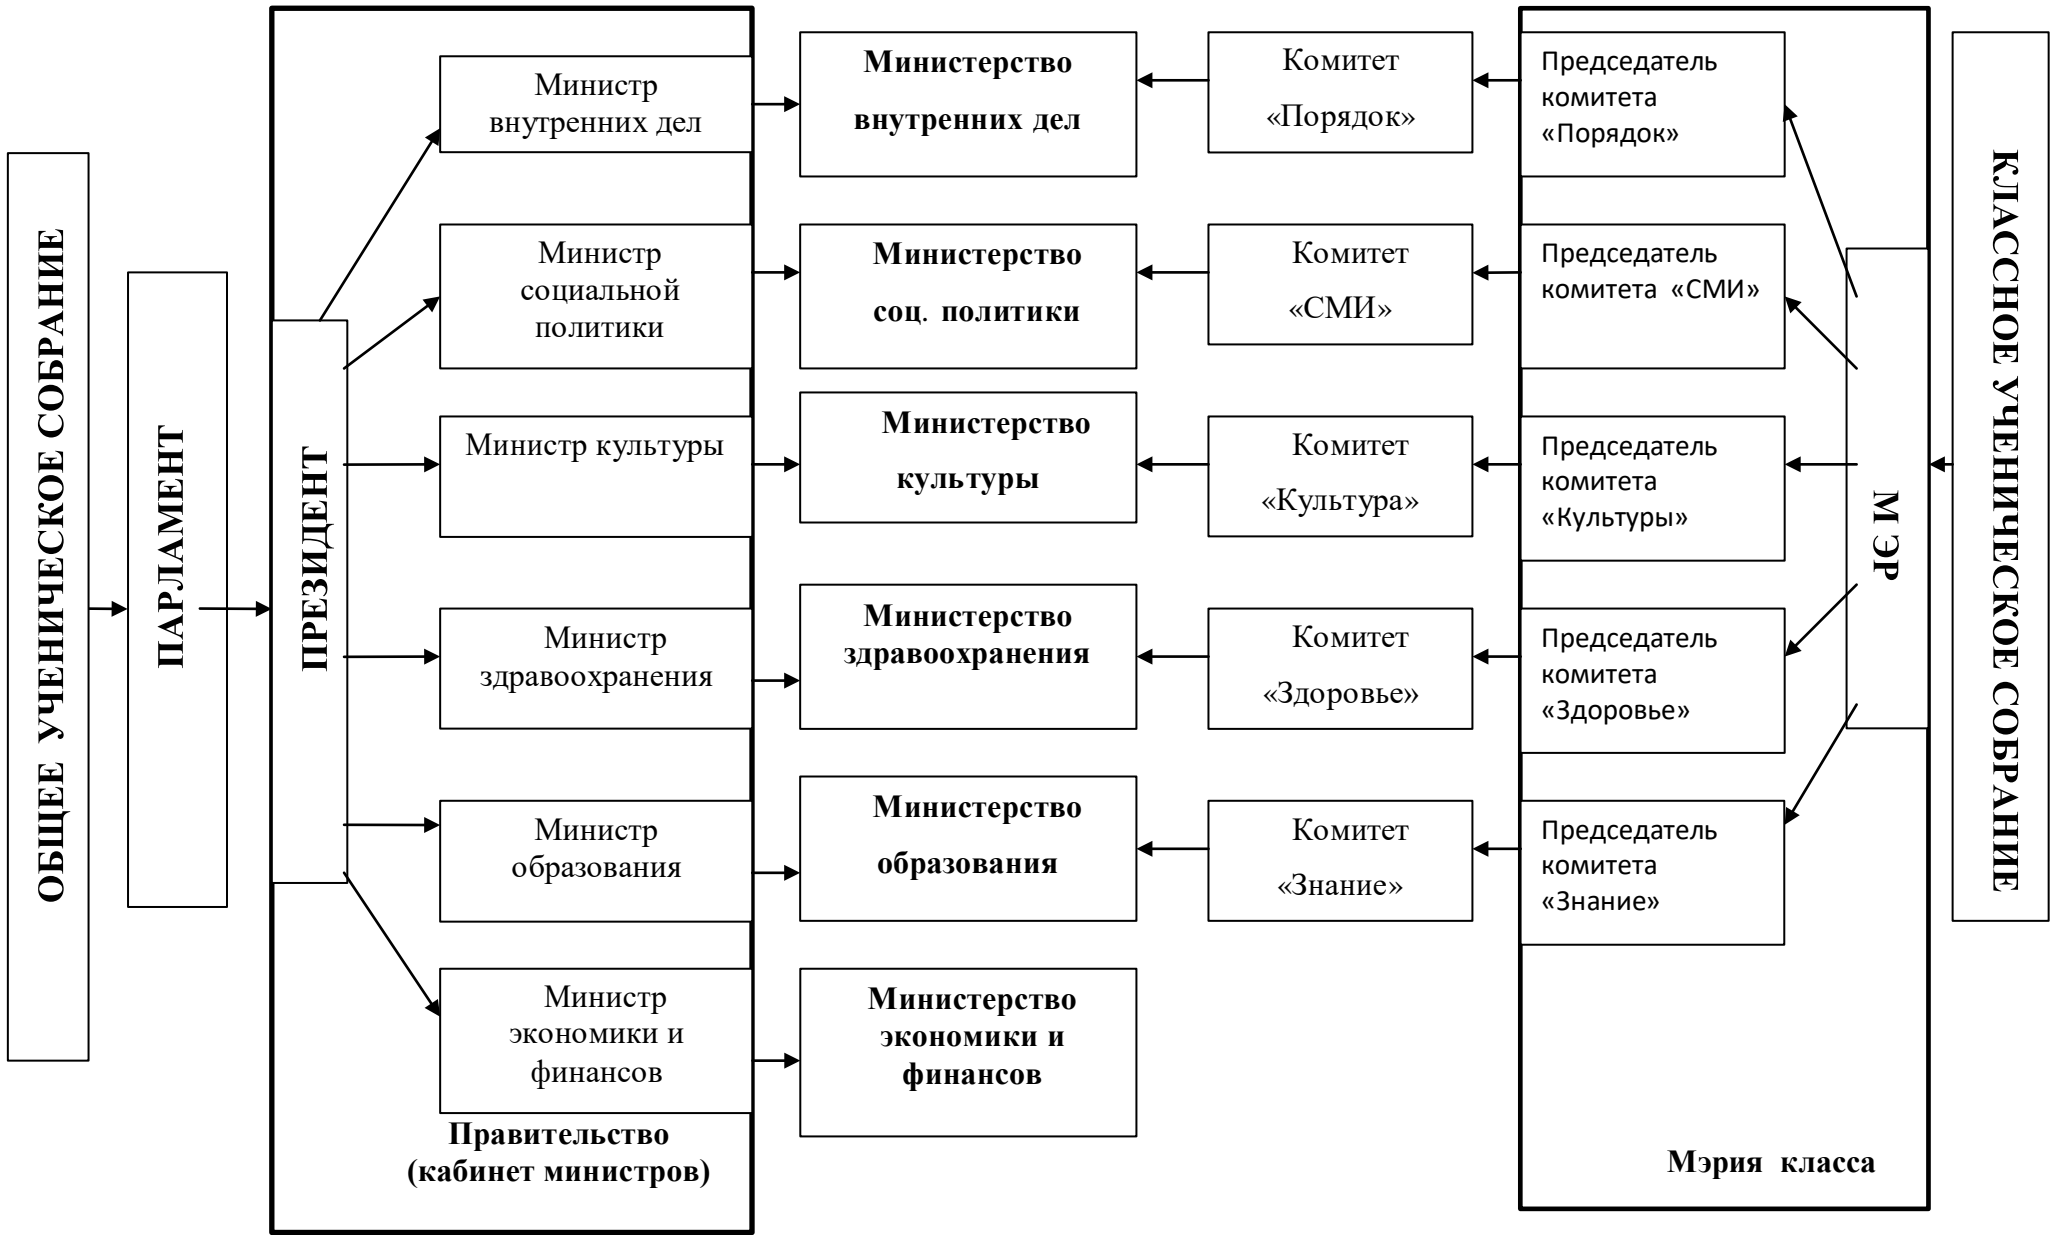 ОБЩЕЕ УЧЕНИЧЕСКОЕ СОБРАНИЕ
ПАРЛАМЕНТ
ПРЕЗИДЕНТ
Министр
внутренних дел
Министр
социальной
политики
Министр культуры
Министр
здравоохранения
Министр
образования
Министр
экономики и
финансов
Правительство
(кабинет министров)
Министерство
внутренних дел
Министерство
соц. политики
Министерство
культуры
Министерство
здравоохранения
Министерство
образования
Министерство
экономики и
финансов
Комитет
«Порядок»
Комитет
«СМИ»
Комитет
«Культура»
Комитет
«Здоровье»
Комитет
«Знание»
Председатель
комитета
«Порядок»
Председатель
комитета «СМИ»
Председатель
комитета
«Культуры»
Председатель
комитета
«Здоровье»
Председатель
комитета
«Знание»
Мэрия класса
М ЭР
КЛАССНОЕ УЧЕНИЧЕСКОЕ СОБРАНИЕ